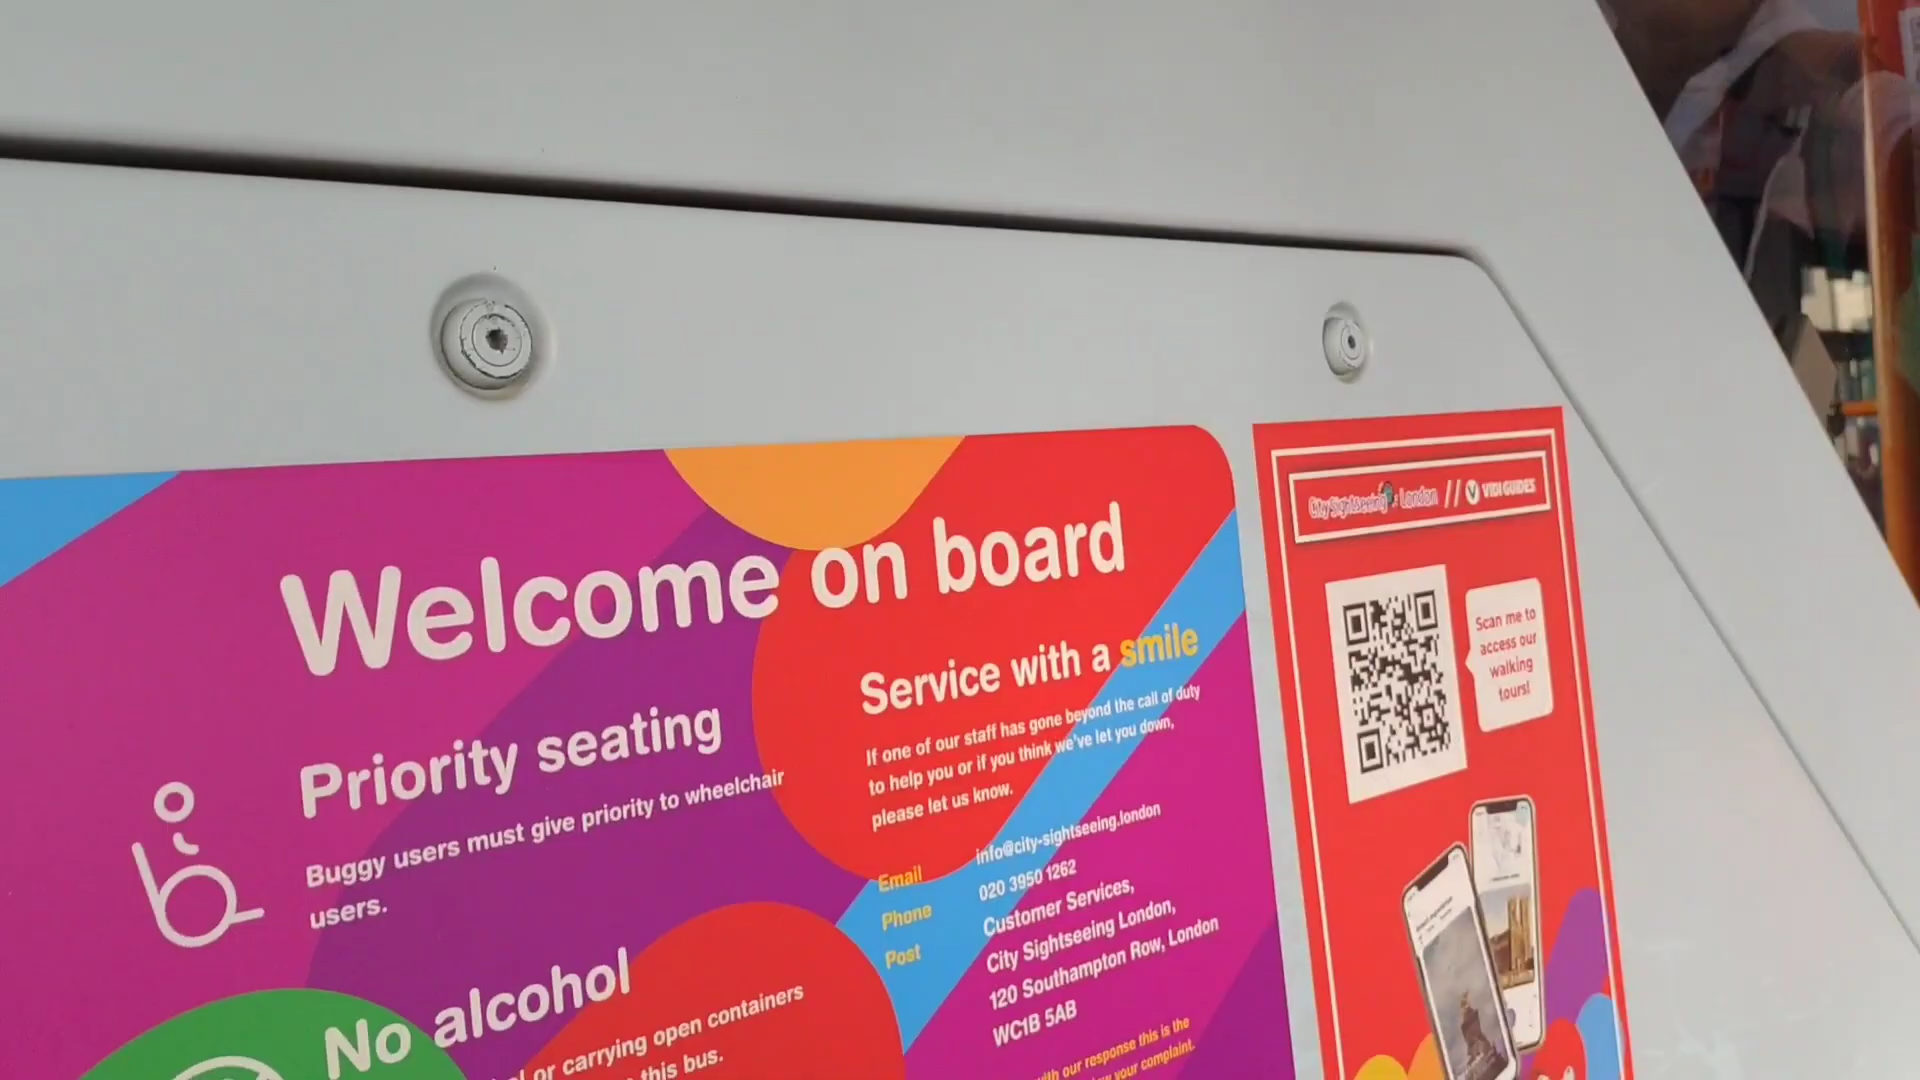 Welcome on board
Priority seating
Buggy users must give priority to wheelchair
users.
No alcohol
or carrying open containers
this bus.
Service with a smile
If one of our staff has gone beyond the call of duty
to help you or if you think we've let you down,
please let us know.
Email info@city-sightseeing.london
Phone 020 3950 1262
Post Customer Services,
City Sightseeing London,
120 Southampton Row, London
WC1B 5AB
with our response this is the
your complaint.
City Sightseeing London // VIDI GUIDES
Scan me to
access our
walking
tours!